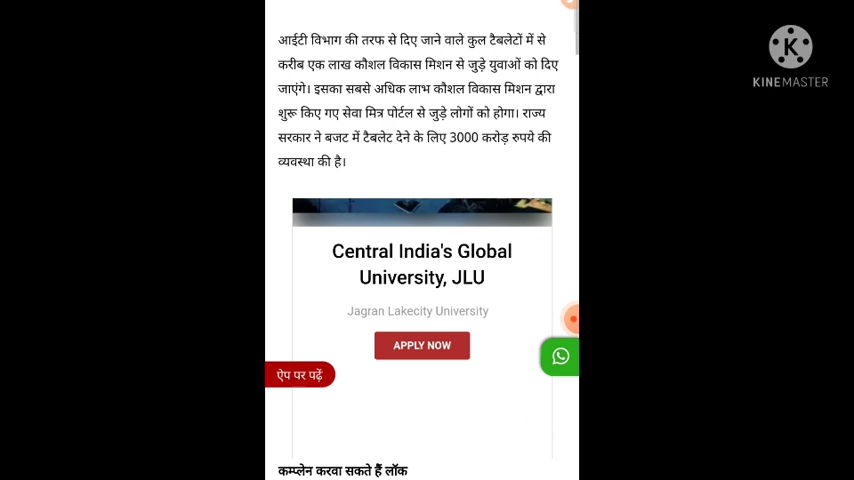 आईटी विभाग की तरफ से दिए जाने वाले कुल टैबलेटों में से
करीब एक लाख कौशल विकास मिशन से जुड़े युवाओं को दिए
जाएंगे। इसका सबसे अधिक लाभ कौशल विकास मिशन द्वारा
शुरू किए गए सेवा मित्र पोर्टल से जुड़े लोगों को होगा। राज्य
सरकार ने बजट में टैबलेट देने के लिए 3000 करोड़ रुपये की
व्यवस्था की है।
K
KINEMASTER
Central India's Global
University, JLU
Jagran Lakecity University
APPLY NOW
ऐप पर पढ़ें
कम्प्लेन करवा सकते हैं लॉक